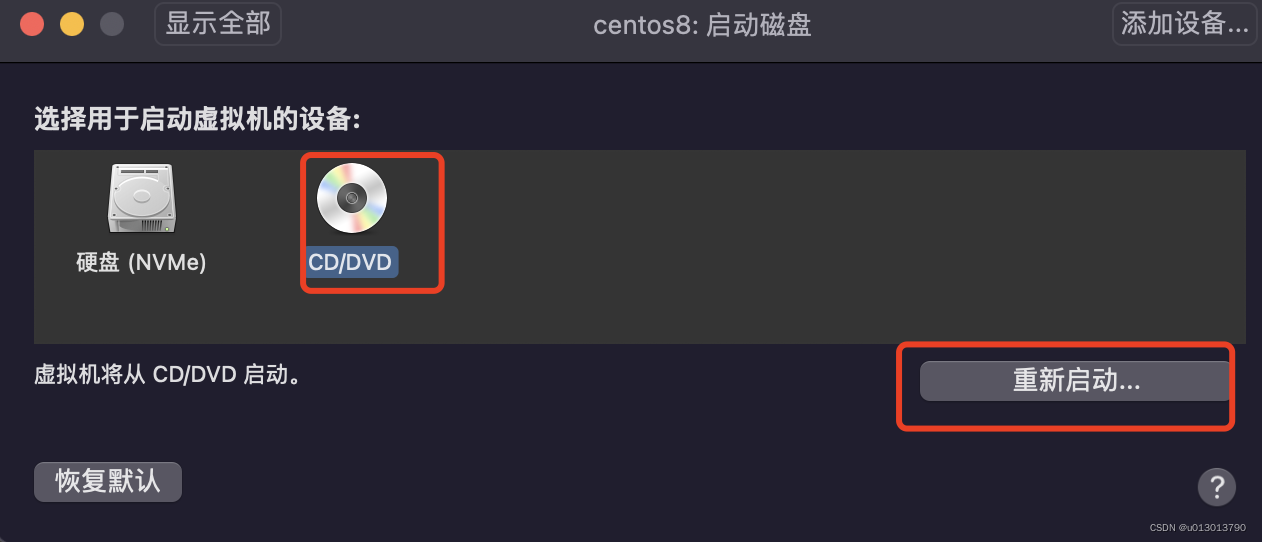 显示全部
centos8: 启动磁盘
添加设备...
选择用于启动虚拟机的设备:
硬盘 (NVMe)
CD/DVD
虚拟机将从 CD/DVD 启动。
重新启动...
恢复默认
?
CSDN @u013013790